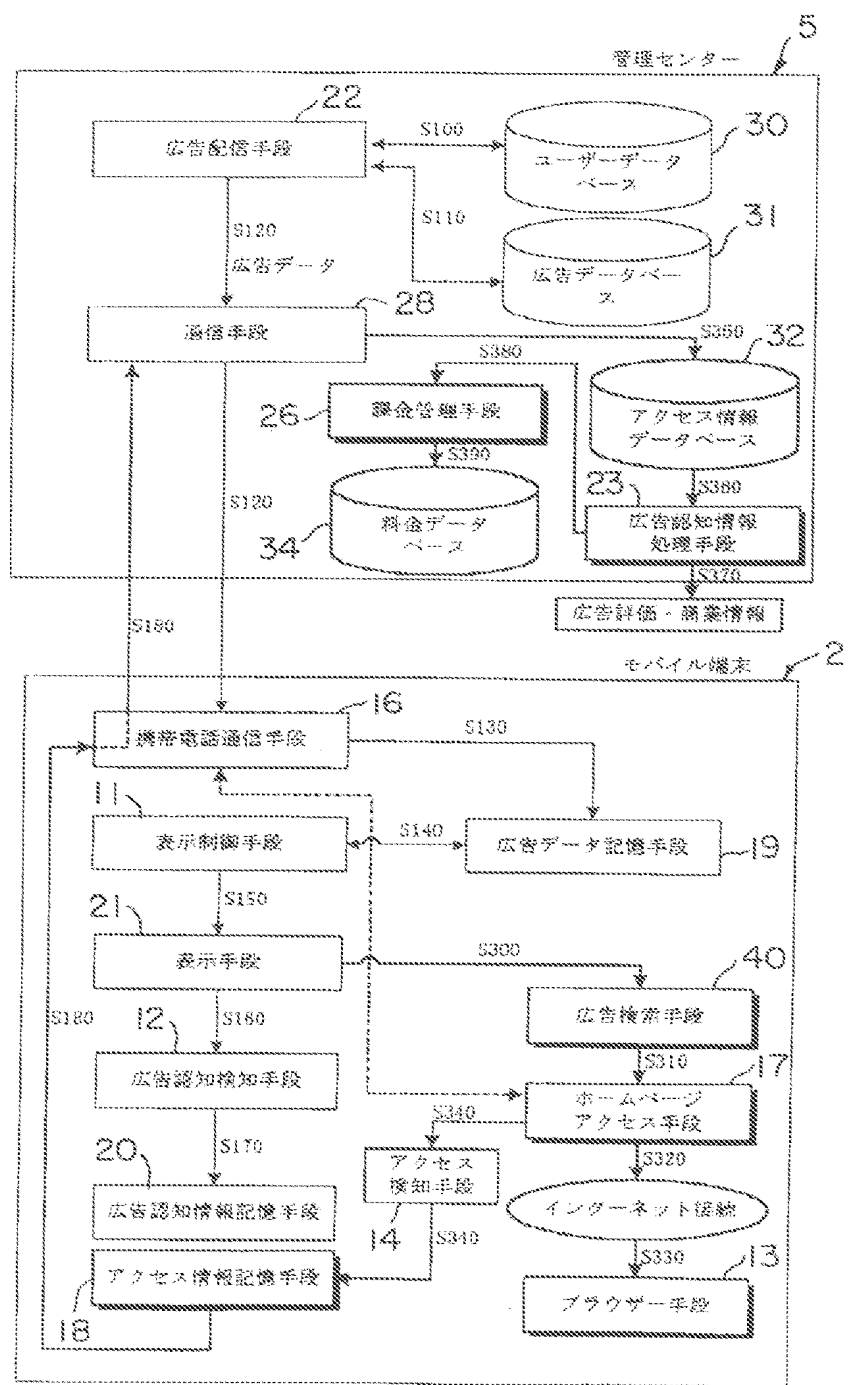 5
管理センター
22
広告配信手段
S100
30
ユーザーデータ
ベース
S110
31
広告データベー
ス
S120
広告データ
28
通信手段
S360
32
アクセス情報
データベース
S380
26
課金管理手段
S390
34
料金データ
ベース
S120
S380
23
広告認知情報
処理手段
S370
広告評価・商業情報
S180
モバイル端末
2
16
携帯電話通信手段
S130
11
表示制御手段
S140
広告データ記憶手段
19
S150
21
表示手段
S300
40
広告検索手段
S180
S160
12
広告認知検知手段
S310
17
ホームページ
アクセス手段
S340
S170
アクセス
検知手段
14
S320
20
広告認知情報記憶手段
インターネット接続
S340
S330
13
18
アクセス情報記憶手段
ブラウザー手段